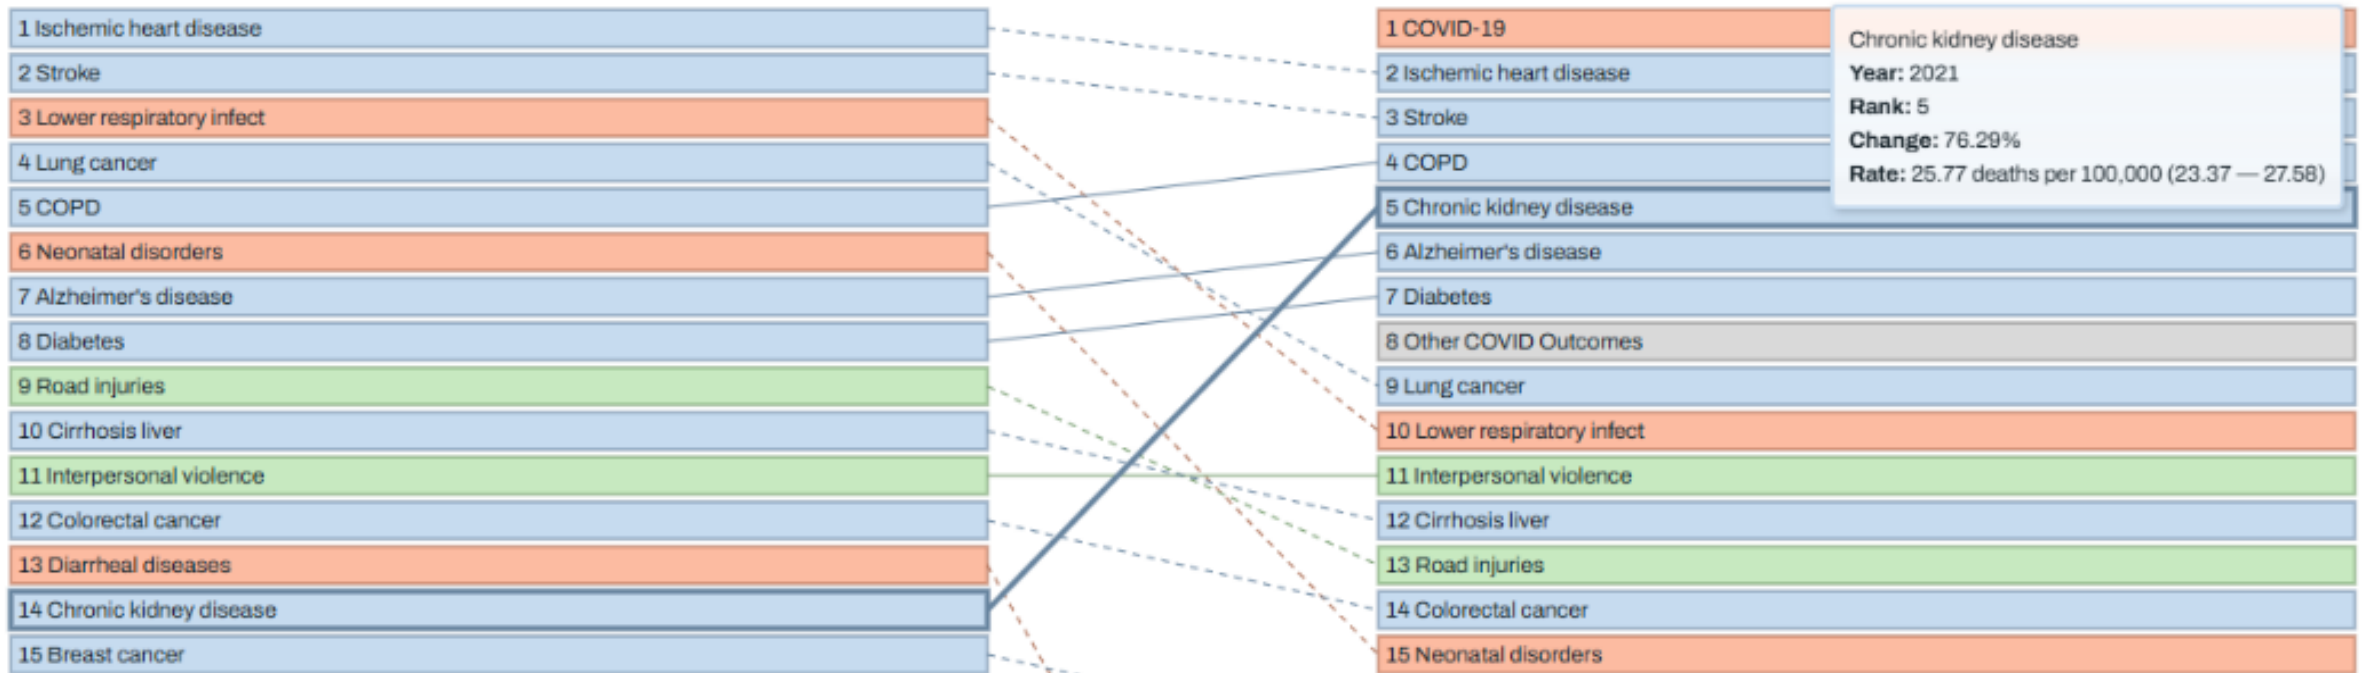 1 Ischemic heart disease
2 Stroke
3 Lower respiratory infect
4 Lung cancer
5 COPD
6 Neonatal disorders
7 Alzheimer's disease
8 Diabetes
9 Road injuries
10 Cirrhosis liver
11 Interpersonal violence
12 Colorectal cancer
13 Diarrheal diseases
14 Chronic kidney disease
15 Breast cancer
1 COVID-19
2 Ischemic heart disease
3 Stroke
4 COPD
5 Chronic kidney disease
6 Alzheimer's disease
7 Diabetes
8 Other COVID Outcomes
9 Lung cancer
10 Lower respiratory infect
11 Interpersonal violence
12 Cirrhosis liver
13 Road injuries
14 Colorectal cancer
15 Neonatal disorders
Chronic kidney disease
Year: 2021
Rank: 5
Change: 76.29%
Rate: 25.77 deaths per 100,000 (23.37 — 27.58)